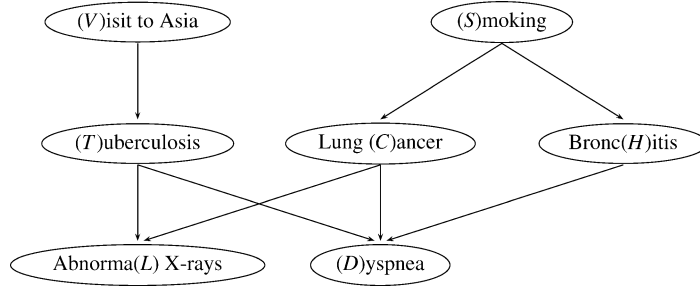 (V)isit to Asia
(S)moking
(T)uberculosis
Lung (C)ancer
Bronc(H)itis
Abnorma(L) X-rays
(D)yspnea